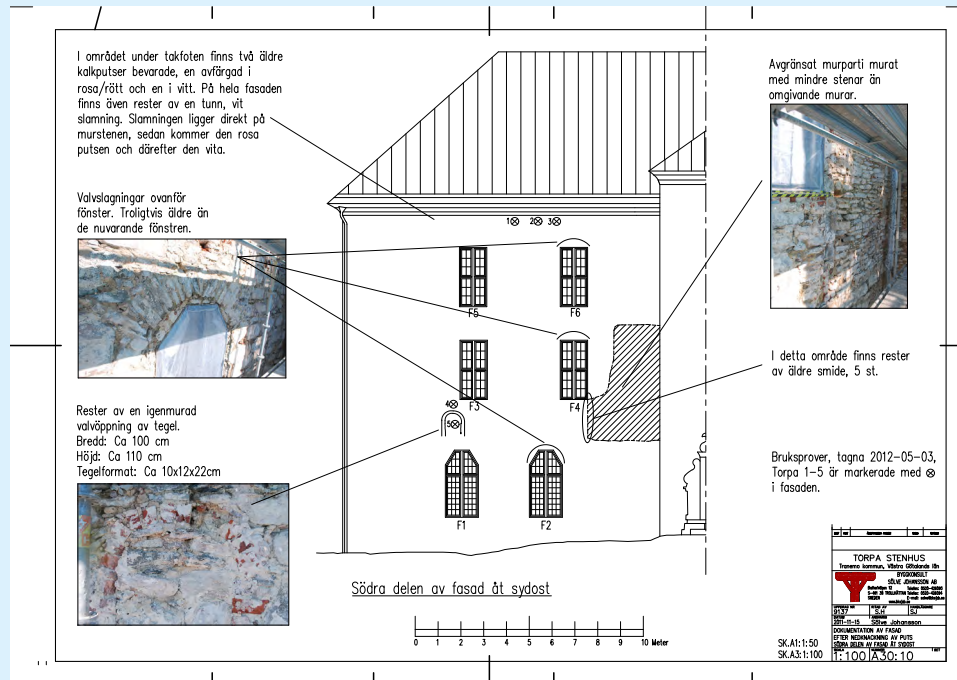 I området under takfoten finns två äldre
kalkputser bevarade, en avfärgad i
rosa/rött och en i vitt. På hela fasaden
finns även rester av en tunn, vit
slamning. Slamningen ligger direkt på
murstenen, sedan kommer den rosa
putsen och därefter den vita.
Valvslagningar ovanför
fönster. Troligtvis äldre än
de nuvarande fönstren.
Rester av en igenmurad
valvöppning av tegel.
Bredd: Ca 100 cm
Höjd: Ca 110 cm
Tegelformat: Ca 10x12x22cm
1 2 3
F5 F6
F3 F4
4
5
F1 F2
Södra delen av fasad åt sydost
0 1 2 3 4 5 6 7 8 9 10 Meter
Avgränsat murparti murat
med mindre stenar än
omgivande murar.
I detta område finns rester
av äldre smide, 5 st.
Bruksprover, tagna 2012-05-03,
Torpa 1-5 är markerade med ⊗
i fasaden.
SK.A1:1:50
SK.A3:1:100
TORPA STENHUS
Tranemo kommun, Västra Götalands län
BYGGKONSULT
SÖLVE JOHANSSON AB
9137 S.H SJ
2011-11-15 Sölve Johansson
DOKUMENTATION AV FASAD
EFTER NEDKNACKNING AV PUTS
SÖDRA DELEN AV FASAD ÅT SYDOST
1:100 A30:10